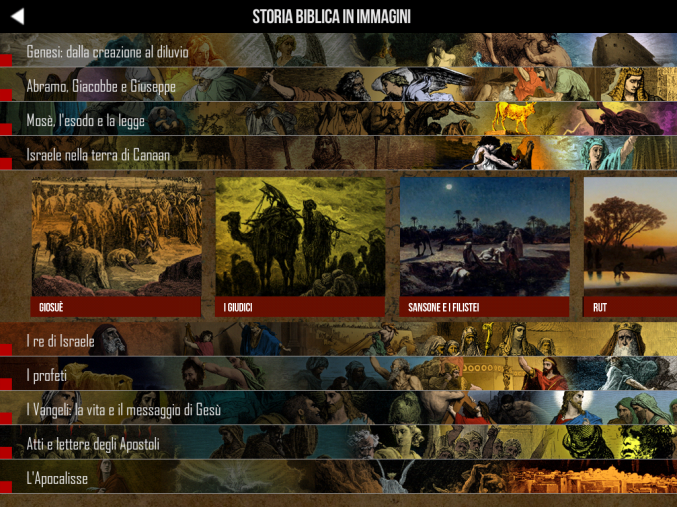 STORIA BIBLICA IN IMMAGINI
Genesi: dalla creazione al diluvio
Abramo, Giacobbe e Giuseppe
Mosè, l'esodo e la legge
Israele nella terra di Canaan
GIOSUÈ
I GIUDICI
SANSONE E I FILISTEI
RUT
I re di Israele
I profeti
I Vangeli: la vita e il messaggio di Gesù
Atti e lettere degli Apostoli
L'Apocalisse